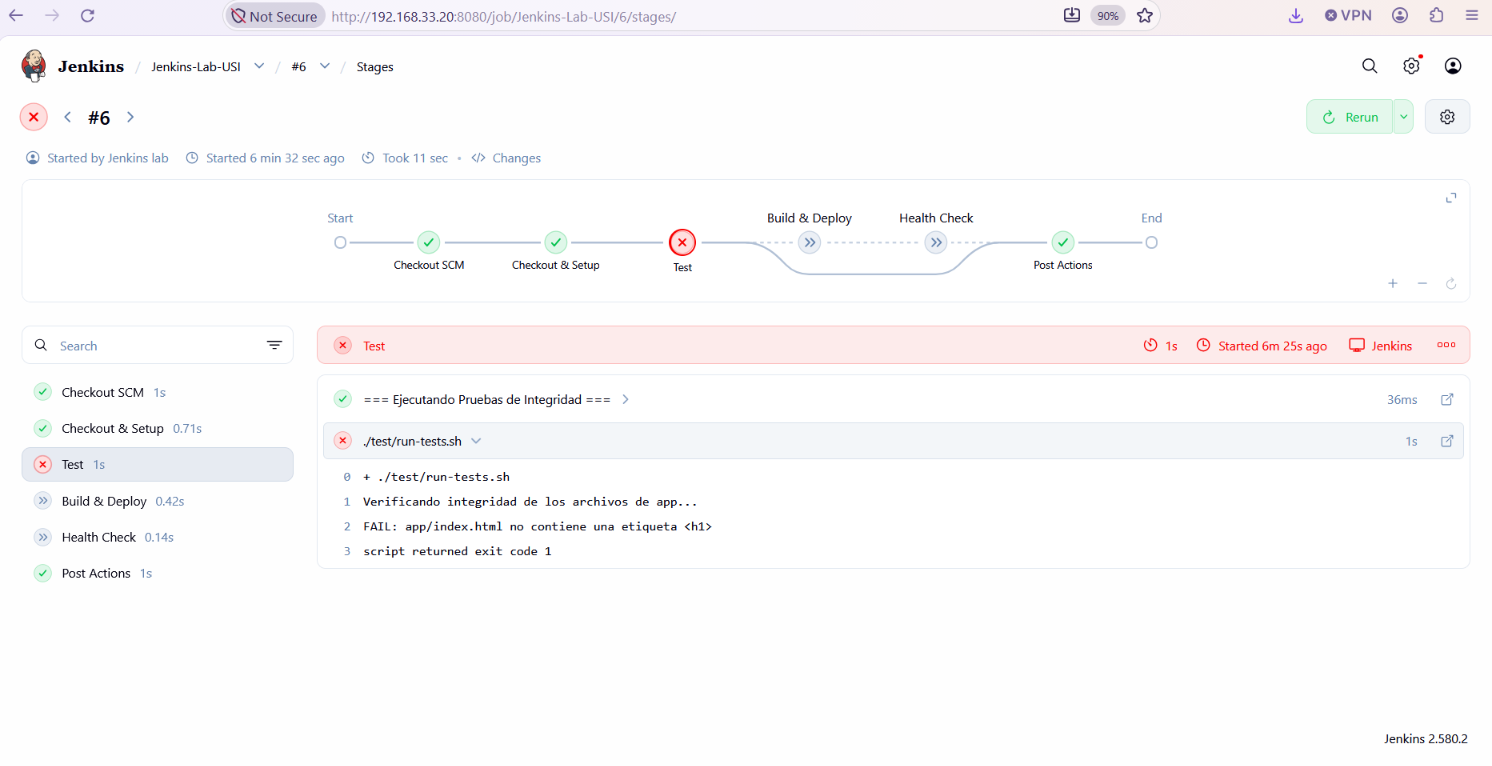 Not Secure http://192.168.33.20:8080/job/Jenkins-Lab-USI/6/stages/ 90% VPN
Jenkins / Jenkins-Lab-USI / #6 / Stages
#6 Rerun
Started by Jenkins lab Started 6 min 32 sec ago Took 11 sec Changes
Start Build & Deploy Health Check End
Checkout SCM Checkout & Setup Test Post Actions
Search
Test 1s Started 6m 25s ago Jenkins
Checkout SCM 1s
Checkout & Setup 0.71s
Test 1s
Build & Deploy 0.42s
Health Check 0.14s
Post Actions 1s
=== Ejecutando Pruebas de Integridad === 36ms
./test/run-tests.sh 1s
0 + ./test/run-tests.sh
1 Verificando integridad de los archivos de app...
2 FAIL: app/index.html no contiene una etiqueta <h1>
3 script returned exit code 1
Jenkins 2.580.2